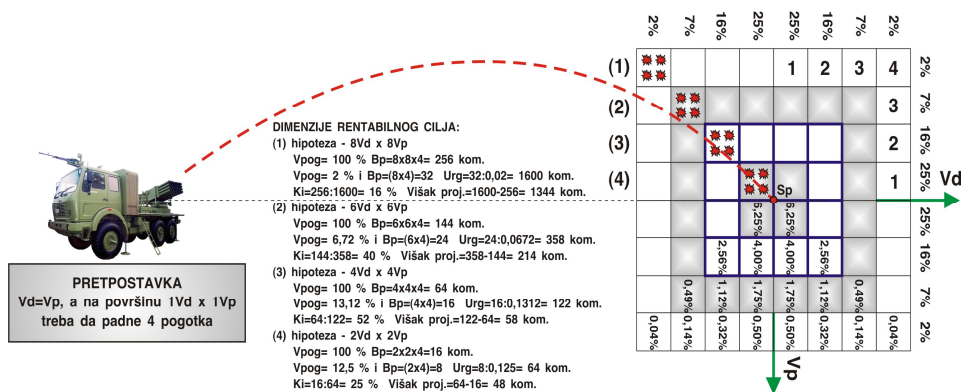 2%
7%
16%
25%
25%
16%
7%
2%
(1)
1
2
3
4
2%
(2)
3
7%
(3)
2
16%
(4)
1
25%
Vd
Sp
6,25%
6,25%
25%
2,56%
4,00%
4,00%
2,56%
16%
0,49%
1,12%
1,75%
1,75%
1,12%
0,49%
7%
0,04%
0,14%
0,32%
0,50%
0,50%
0,32%
0,14%
0,04%
2%
Vp
DIMENZIJE RENTABILNOG CILJA:
(1) hipoteza - 8Vd x 8Vp
Vpog= 100 % Bp=8x8x4= 256 kom.
Vpog= 2 % i Bp=(8x4)=32 Urg=32:0,02= 1600 kom.
Ki=256:1600= 16 % Višak proj.=1600-256= 1344 kom.
(2) hipoteza - 6Vd x 6Vp
Vpog= 100 % Bp=6x6x4= 144 kom.
Vpog= 6,72 % i Bp=(6x4)=24 Urg=24:0,0672= 358 kom.
Ki=144:358= 40 % Višak proj.=358-144= 214 kom.
(3) hipoteza - 4Vd x 4Vp
Vpog= 100 % Bp=4x4x4= 64 kom.
Vpog= 13,12 % i Bp=(4x4)=16 Urg=16:0,1312= 122 kom.
Ki=64:122= 52 % Višak proj.=122-64= 58 kom.
(4) hipoteza - 2Vd x 2Vp
Vpog= 100 % Bp=2x2x4=16 kom.
Vpog= 12,5 % i Bp=(2x4)=8 Urg=8:0,125= 64 kom.
Ki=16:64= 25 % Višak proj.=64-16= 48 kom.
PRETPOSTAVKA
Vd=Vp, a na površinu 1Vd x 1Vp
treba da padne 4 pogotka